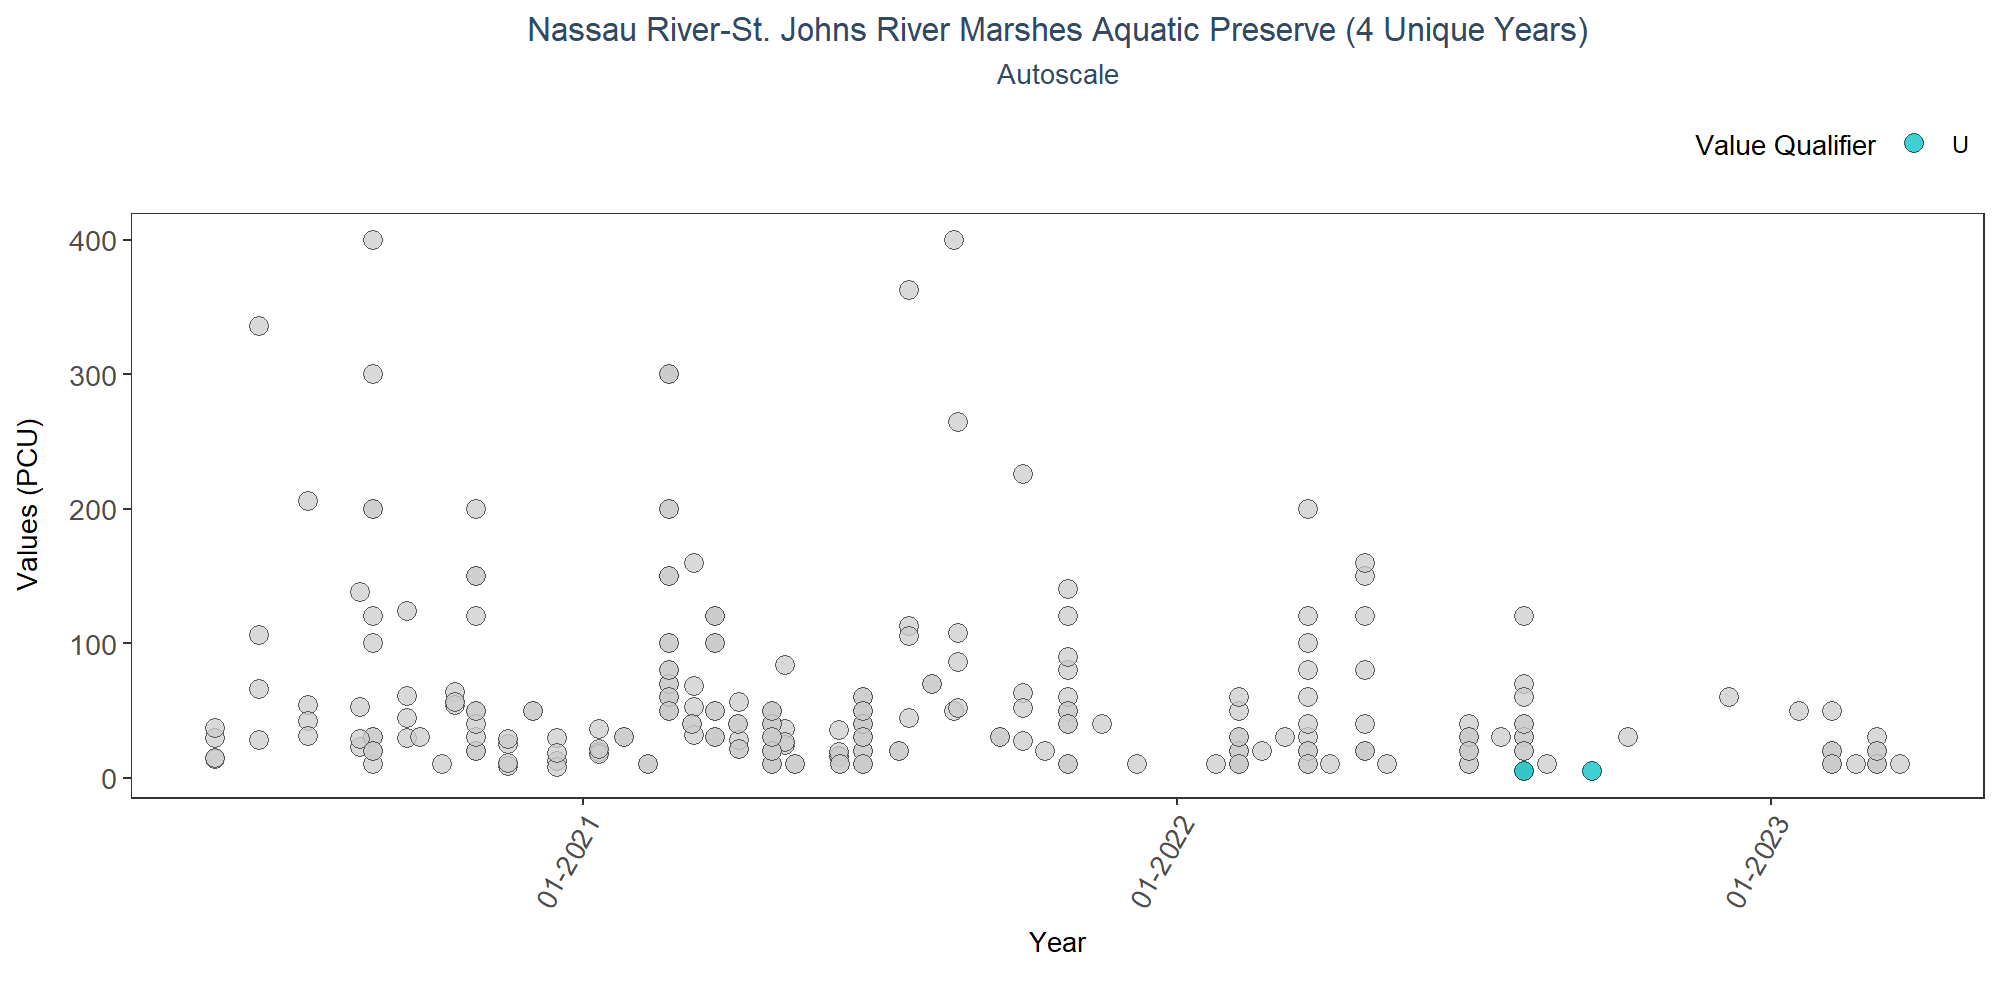 Nassau River-St. Johns River Marshes Aquatic Preserve (4 Unique Years)
Autoscale
Value Qualifier U
400
300
200
100
0
Values (PCU)
01-2021
01-2022
01-2023
Year